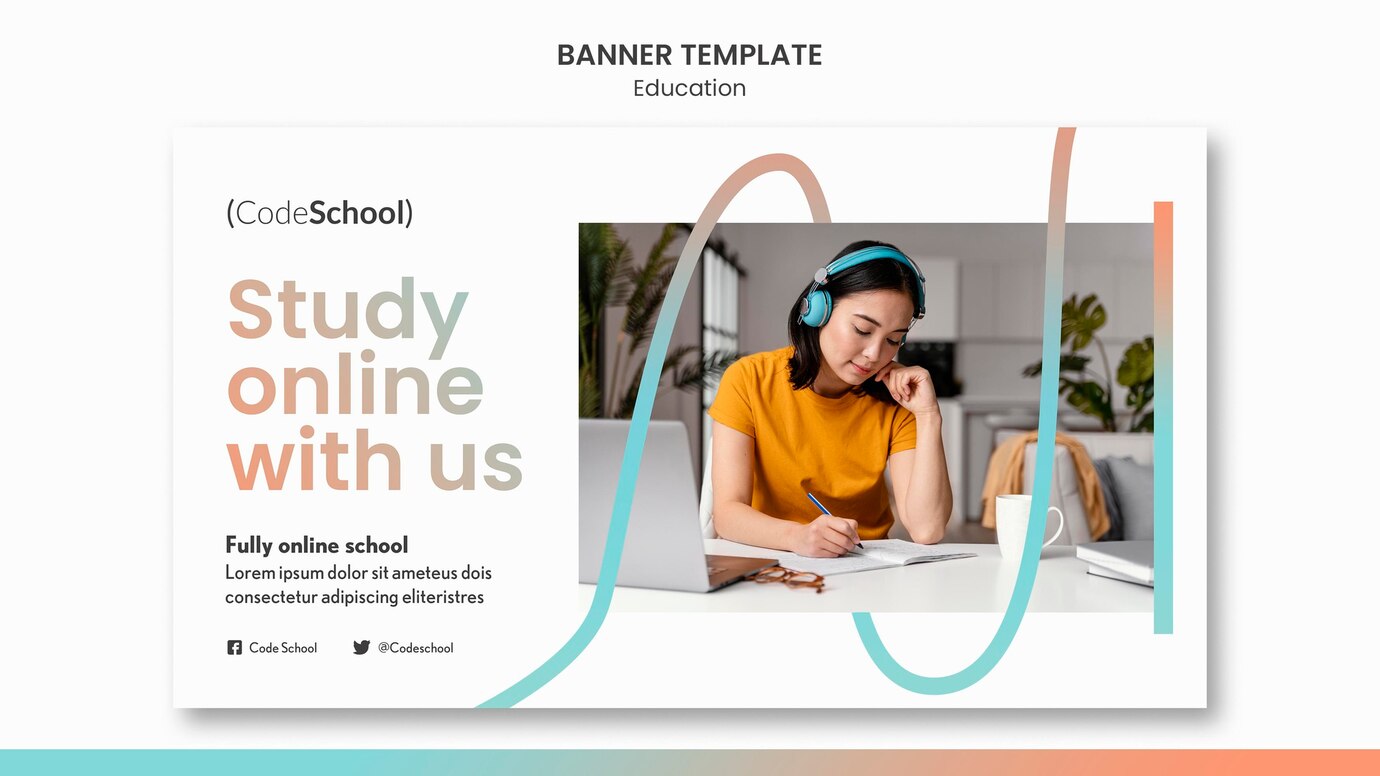 BANNER TEMPLATE
Education
(CodeSchool)
Study
online
with us
Fully online school
Lorem ipsum dolor sit ameteus dois
consectetur adipiscing eliteristres
Code School
@Codeschool